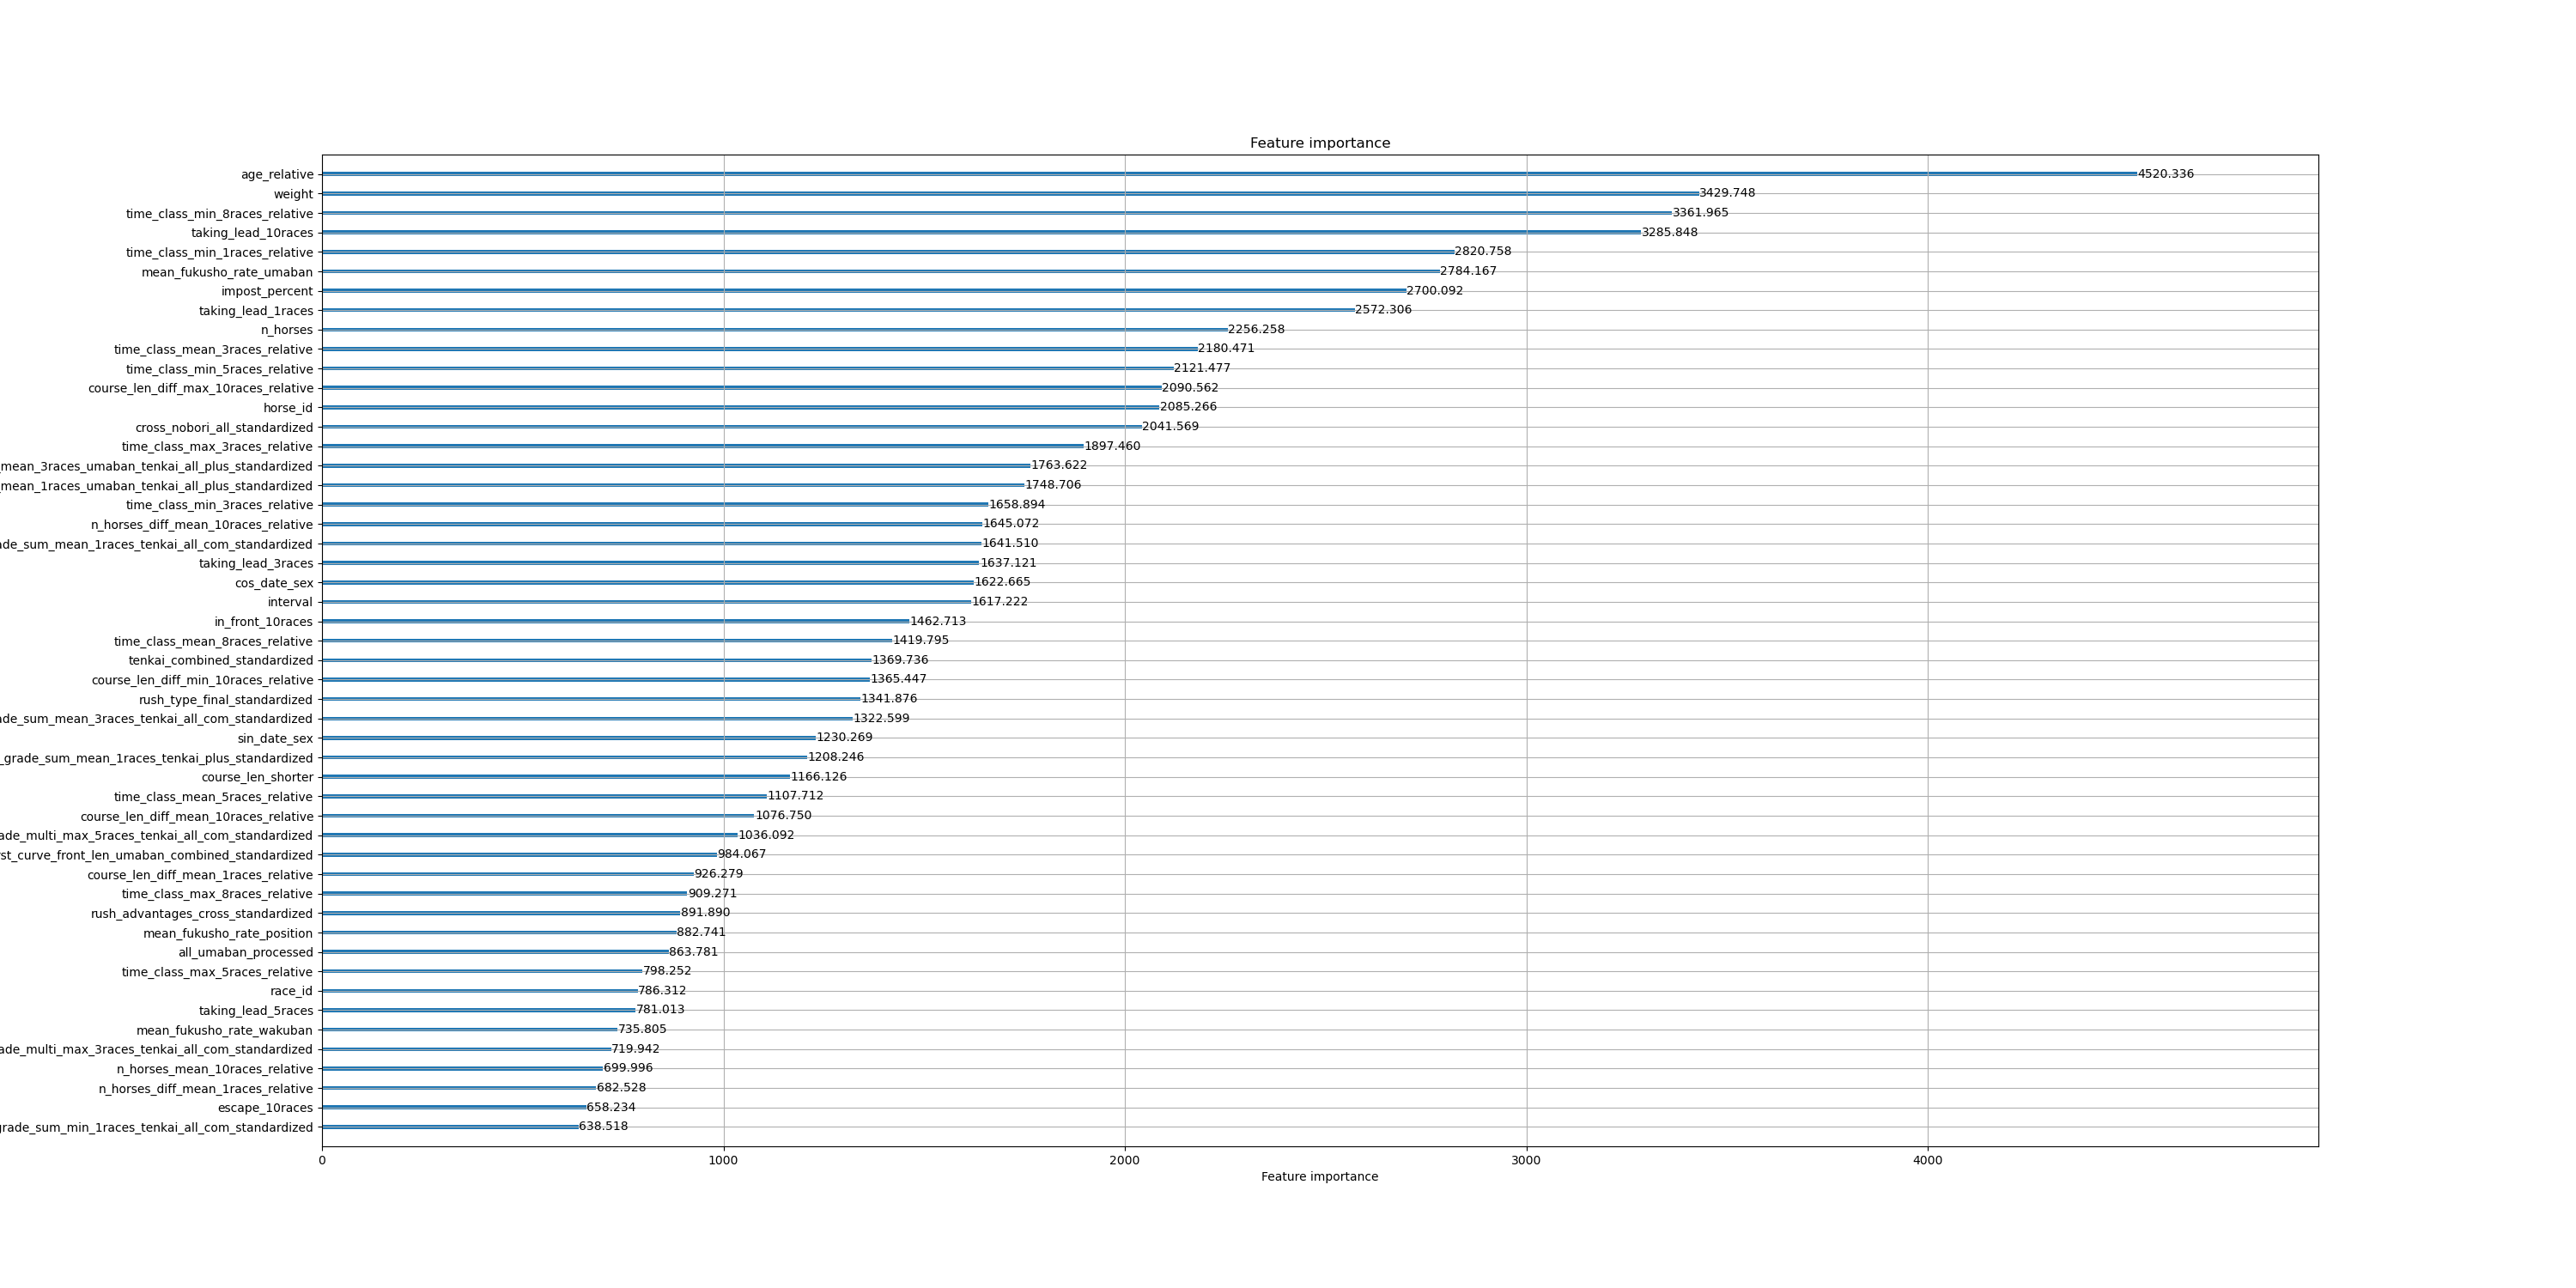 Feature importance
age_relative 4520.336
weight 3429.748
time_class_min_8races_relative 3361.965
taking_lead_10races 3285.848
time_class_min_1races_relative 2820.758
mean_fukusho_rate_umaban 2784.167
impost_percent 2700.092
taking_lead_1races 2572.306
n_horses 2256.258
time_class_mean_3races_relative 2180.471
time_class_min_5races_relative 2121.477
course_len_diff_max_10races_relative 2090.562
horse_id 2085.266
cross_nobori_all_standardized 2041.569
time_class_max_3races_relative 1897.460
_mean_3races_umaban_tenkai_all_plus_standardized 1763.622
_mean_1races_umaban_tenkai_all_plus_standardized 1748.706
time_class_min_3races_relative 1658.894
n_horses_diff_mean_10races_relative 1645.072
ade_sum_mean_1races_tenkai_all_com_standardized 1641.510
taking_lead_3races 1637.121
cos_date_sex 1622.665
interval 1617.222
in_front_10races 1462.713
time_class_mean_8races_relative 1419.795
tenkai_combined_standardized 1369.736
course_len_diff_min_10races_relative 1365.447
rush_type_final_standardized 1341.876
ade_sum_mean_3races_tenkai_all_com_standardized 1322.599
sin_date_sex 1230.269
_grade_sum_mean_1races_tenkai_plus_standardized 1208.246
course_len_shorter 1166.126
time_class_mean_5races_relative 1107.712
course_len_diff_mean_10races_relative 1076.750
ade_multi_max_5races_tenkai_all_com_standardized 1036.092
st_curve_front_len_umaban_combined_standardized 984.067
course_len_diff_mean_1races_relative 926.279
time_class_max_8races_relative 909.271
rush_advantages_cross_standardized 891.890
mean_fukusho_rate_position 882.741
all_umaban_processed 863.781
time_class_max_5races_relative 798.252
race_id 786.312
taking_lead_5races 781.013
mean_fukusho_rate_wakuban 735.805
ade_multi_max_3races_tenkai_all_com_standardized 719.942
n_horses_mean_10races_relative 699.996
n_horses_diff_mean_1races_relative 682.528
escape_10races 658.234
grade_sum_min_1races_tenkai_all_com_standardized 638.518
0 1000 2000 3000 4000
Feature importance